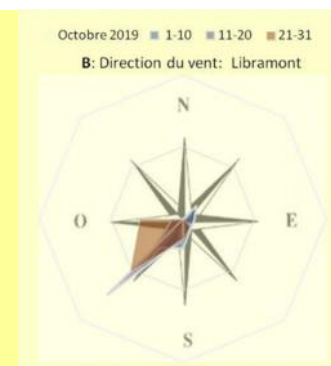 Octobre 2019 1-10 11-20 21-31
B: Direction du vent: Libramont
N
O E
S